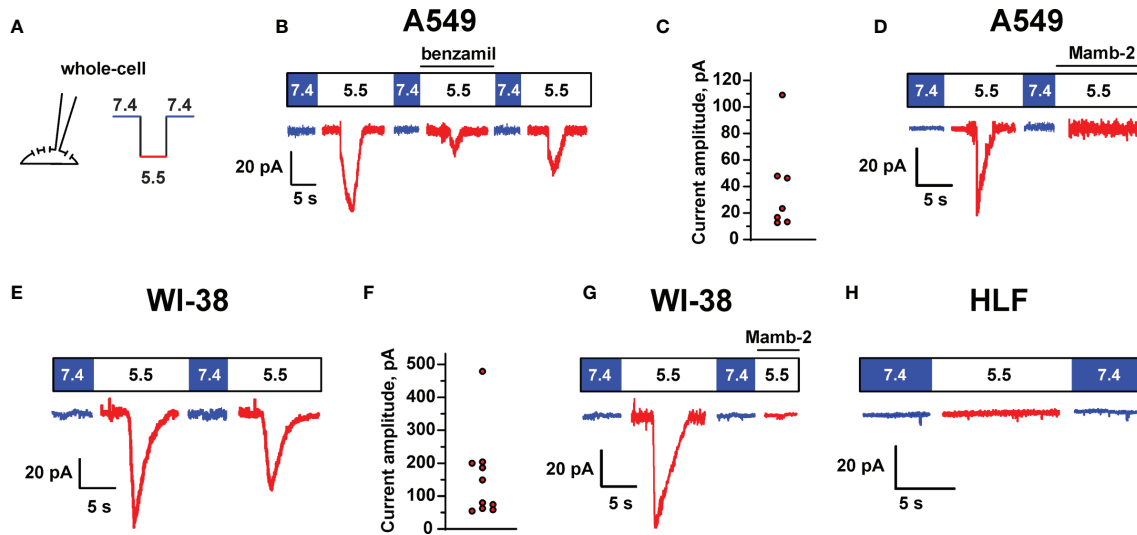 A
whole-cell
7.4 7.4
5.5
B
A549
benzamil
7.4 5.5 7.4 5.5 7.4 5.5
20 pA
5 s
C
Current amplitude, pA
120
100
80
60
40
20
0
D
A549
Mamb-2
7.4 5.5 7.4 5.5
20 pA
5 s
E
WI-38
7.4 5.5 7.4 5.5
20 pA
5 s
F
Current amplitude, pA
500
400
300
200
100
0
G
WI-38
Mamb-2
7.4 5.5 7.4 5.5
20 pA
5 s
H
HLF
7.4 5.5 7.4
20 pA
5 s